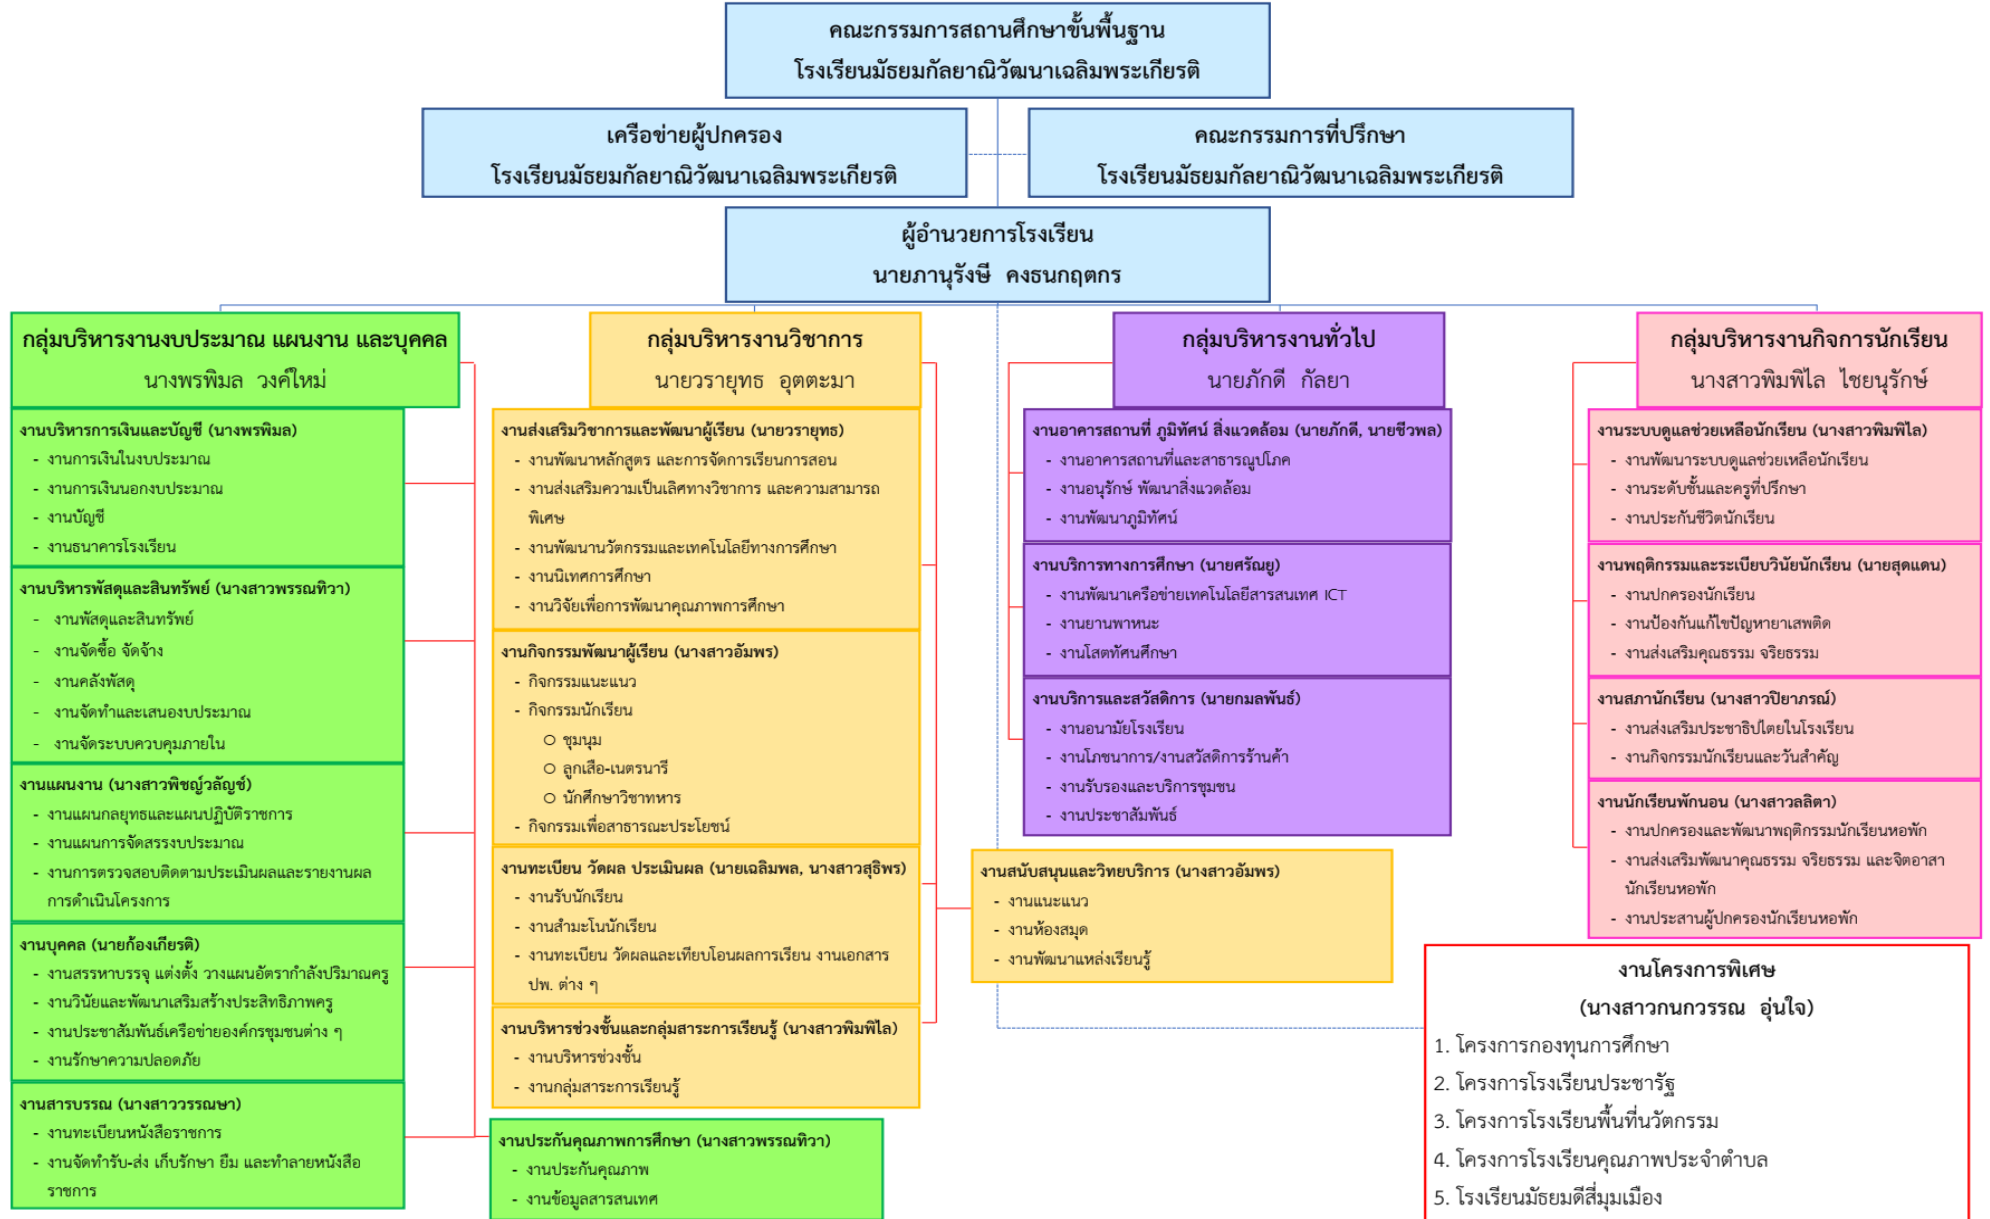 คณะกรรมการสถานศึกษาขั้นพื้นฐาน
โรงเรียนมัธยมกัลยาณิวัฒนาเฉลิมพระเกียรติ
เครือข่ายผู้ปกครอง
โรงเรียนมัธยมกัลยาณิวัฒนาเฉลิมพระเกียรติ
คณะกรรมการที่ปรึกษา
โรงเรียนมัธยมกัลยาณิวัฒนาเฉลิมพระเกียรติ
ผู้อำนวยการโรงเรียน
นายภานุรังษี คงธนกฤตกร
กลุ่มบริหารงานงบประมาณ แผนงาน และบุคคล
นางพรพิมล วงค์ใหม่
งานบริหารการเงินและบัญชี (นางพรพิมล)
- งานการเงินในงบประมาณ
- งานการเงินนอกงบประมาณ
- งานบัญชี
- งานธนาคารโรงเรียน
งานบริหารพัสดุและสินทรัพย์ (นางสาวพรรณทิวา)
- งานพัสดุและสินทรัพย์
- งานจัดซื้อ จัดจ้าง
- งานคลังพัสดุ
- งานจัดทำและเสนองบประมาณ
- งานจัดระบบควบคุมภายใน
งานแผนงาน (นางสาวพิชญ์วลัญช์)
- งานแผนกลยุทธและแผนปฏิบัติราชการ
- งานแผนการจัดสรรงบประมาณ
- งานการตรวจสอบติดตามประเมินผลและรายงานผล
การดำเนินโครงการ
งานบุคคล (นายก้องเกียรติ)
- งานสรรหาบรรจุ แต่งตั้ง วางแผนอัตรากำลังปริมาณครู
- งานวินัยและพัฒนาเสริมสร้างประสิทธิภาพครู
- งานประชาสัมพันธ์เครือข่ายองค์กรชุมชนต่าง ๆ
- งานรักษาความปลอดภัย
งานสารบรรณ (นางสาววรรณษา)
- งานทะเบียนหนังสือราชการ
- งานจัดทำรับ-ส่ง เก็บรักษา ยืม และทำลายหนังสือ
ราชการ
งานประกันคุณภาพการศึกษา (นางสาวพรรณทิวา)
- งานประกันคุณภาพ
- งานข้อมูลสารสนเทศ
กลุ่มบริหารงานวิชาการ
นายวรายุทธ อุตตะมา
งานส่งเสริมวิชาการและพัฒนาผู้เรียน (นายวรายุทธ)
- งานพัฒนาหลักสูตร และการจัดการเรียนการสอน
- งานส่งเสริมความเป็นเลิศทางวิชาการ และความสามารถ
พิเศษ
- งานพัฒนานวัตกรรมและเทคโนโลยีทางการศึกษา
- งานนิเทศการศึกษา
- งานวิจัยเพื่อการพัฒนาคุณภาพการศึกษา
งานกิจกรรมพัฒนาผู้เรียน (นางสาวอัมพร)
- กิจกรรมแนะแนว
- กิจกรรมนักเรียน
○ ชุมนุม
○ ลูกเสือ-เนตรนารี
○ นักศึกษาวิชาทหาร
- กิจกรรมเพื่อสาธารณะประโยชน์
งานทะเบียน วัดผล ประเมินผล (นายเฉลิมพล, นางสาวสุธิพร)
- งานรับนักเรียน
- งานสำมะโนนักเรียน
- งานทะเบียน วัดผลและเทียบโอนผลการเรียน งานเอกสาร
ปพ. ต่าง ๆ
งานบริหารช่วงชั้นและกลุ่มสาระการเรียนรู้ (นางสาวพิมพิไล)
- งานบริหารช่วงชั้น
- งานกลุ่มสาระการเรียนรู้
งานสนับสนุนและวิทยบริการ (นางสาวอัมพร)
- งานแนะแนว
- งานห้องสมุด
- งานพัฒนาแหล่งเรียนรู้
กลุ่มบริหารงานทั่วไป
นายภักดี กัลยา
งานอาคารสถานที่ ภูมิทัศน์ สิ่งแวดล้อม (นายภักดี, นายชีวพล)
- งานอาคารสถานที่และสาธารณูปโภค
- งานอนุรักษ์ พัฒนาสิ่งแวดล้อม
- งานพัฒนาภูมิทัศน์
งานบริการทางการศึกษา (นายศรัณยู)
- งานพัฒนาเครือข่ายเทคโนโลยีสารสนเทศ ICT
- งานยานพาหนะ
- งานโสตทัศนศึกษา
งานบริการและสวัสดิการ (นายกมลพันธ์)
- งานอนามัยโรงเรียน
- งานโภชนาการ/งานสวัสดิการร้านค้า
- งานรับรองและบริการชุมชน
- งานประชาสัมพันธ์
กลุ่มบริหารงานกิจการนักเรียน
นางสาวพิมพิไล ไชยนุรักษ์
งานระบบดูแลช่วยเหลือนักเรียน (นางสาวพิมพิไล)
- งานพัฒนาระบบดูแลช่วยเหลือนักเรียน
- งานระดับชั้นและครูที่ปรึกษา
- งานประกันชีวิตนักเรียน
งานพฤติกรรมและระเบียบวินัยนักเรียน (นายสุดแดน)
- งานปกครองนักเรียน
- งานป้องกันแก้ไขปัญหายาเสพติด
- งานส่งเสริมคุณธรรม จริยธรรม
งานสภานักเรียน (นางสาวปิยาภรณ์)
- งานส่งเสริมประชาธิปไตยในโรงเรียน
- งานกิจกรรมนักเรียนและวันสำคัญ
งานนักเรียนพักนอน (นางสาวลลิตา)
- งานปกครองและพัฒนาพฤติกรรมนักเรียนหอพัก
- งานส่งเสริมพัฒนาคุณธรรม จริยธรรม และจิตอาสา
นักเรียนหอพัก
- งานประสานผู้ปกครองนักเรียนหอพัก
งานโครงการพิเศษ
(นางสาวกนกวรรณ อุ่นใจ)
1. โครงการกองทุนการศึกษา
2. โครงการโรงเรียนประชารัฐ
3. โครงการโรงเรียนพื้นที่นวัตกรรม
4. โครงการโรงเรียนคุณภาพประจำตำบล
5. โรงเรียนมัธยมดีสี่มุมเมือง